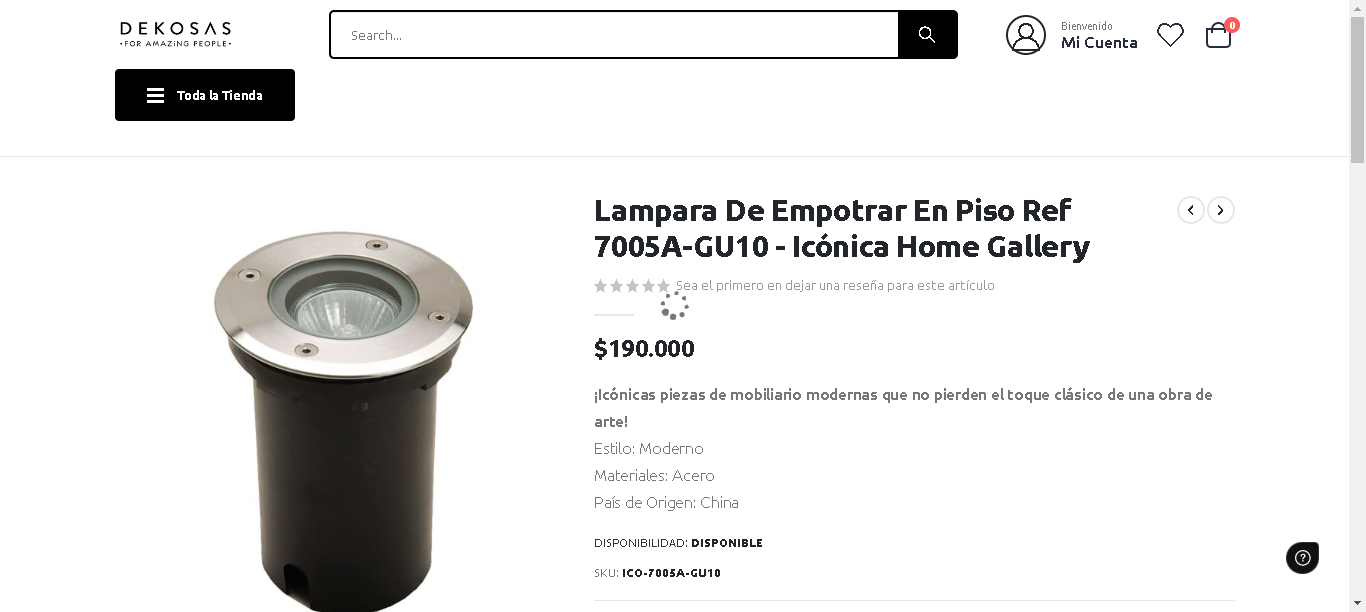 DEKOSAS
•FOR AMAZING PEOPLE•
Search...
Bienvenido
Mi Cuenta
0
Toda la Tienda
Lampara De Empotrar En Piso Ref
7005A-GU10 - Icónica Home Gallery
Sea el primero en dejar una reseña para este artículo
$190.000
¡Icónicas piezas de mobiliario modernas que no pierden el toque clásico de una obra de
arte!
Estilo: Moderno
Materiales: Acero
País de Origen: China
DISPONIBILIDAD: DISPONIBLE
SKU: ICO-7005A-GU10